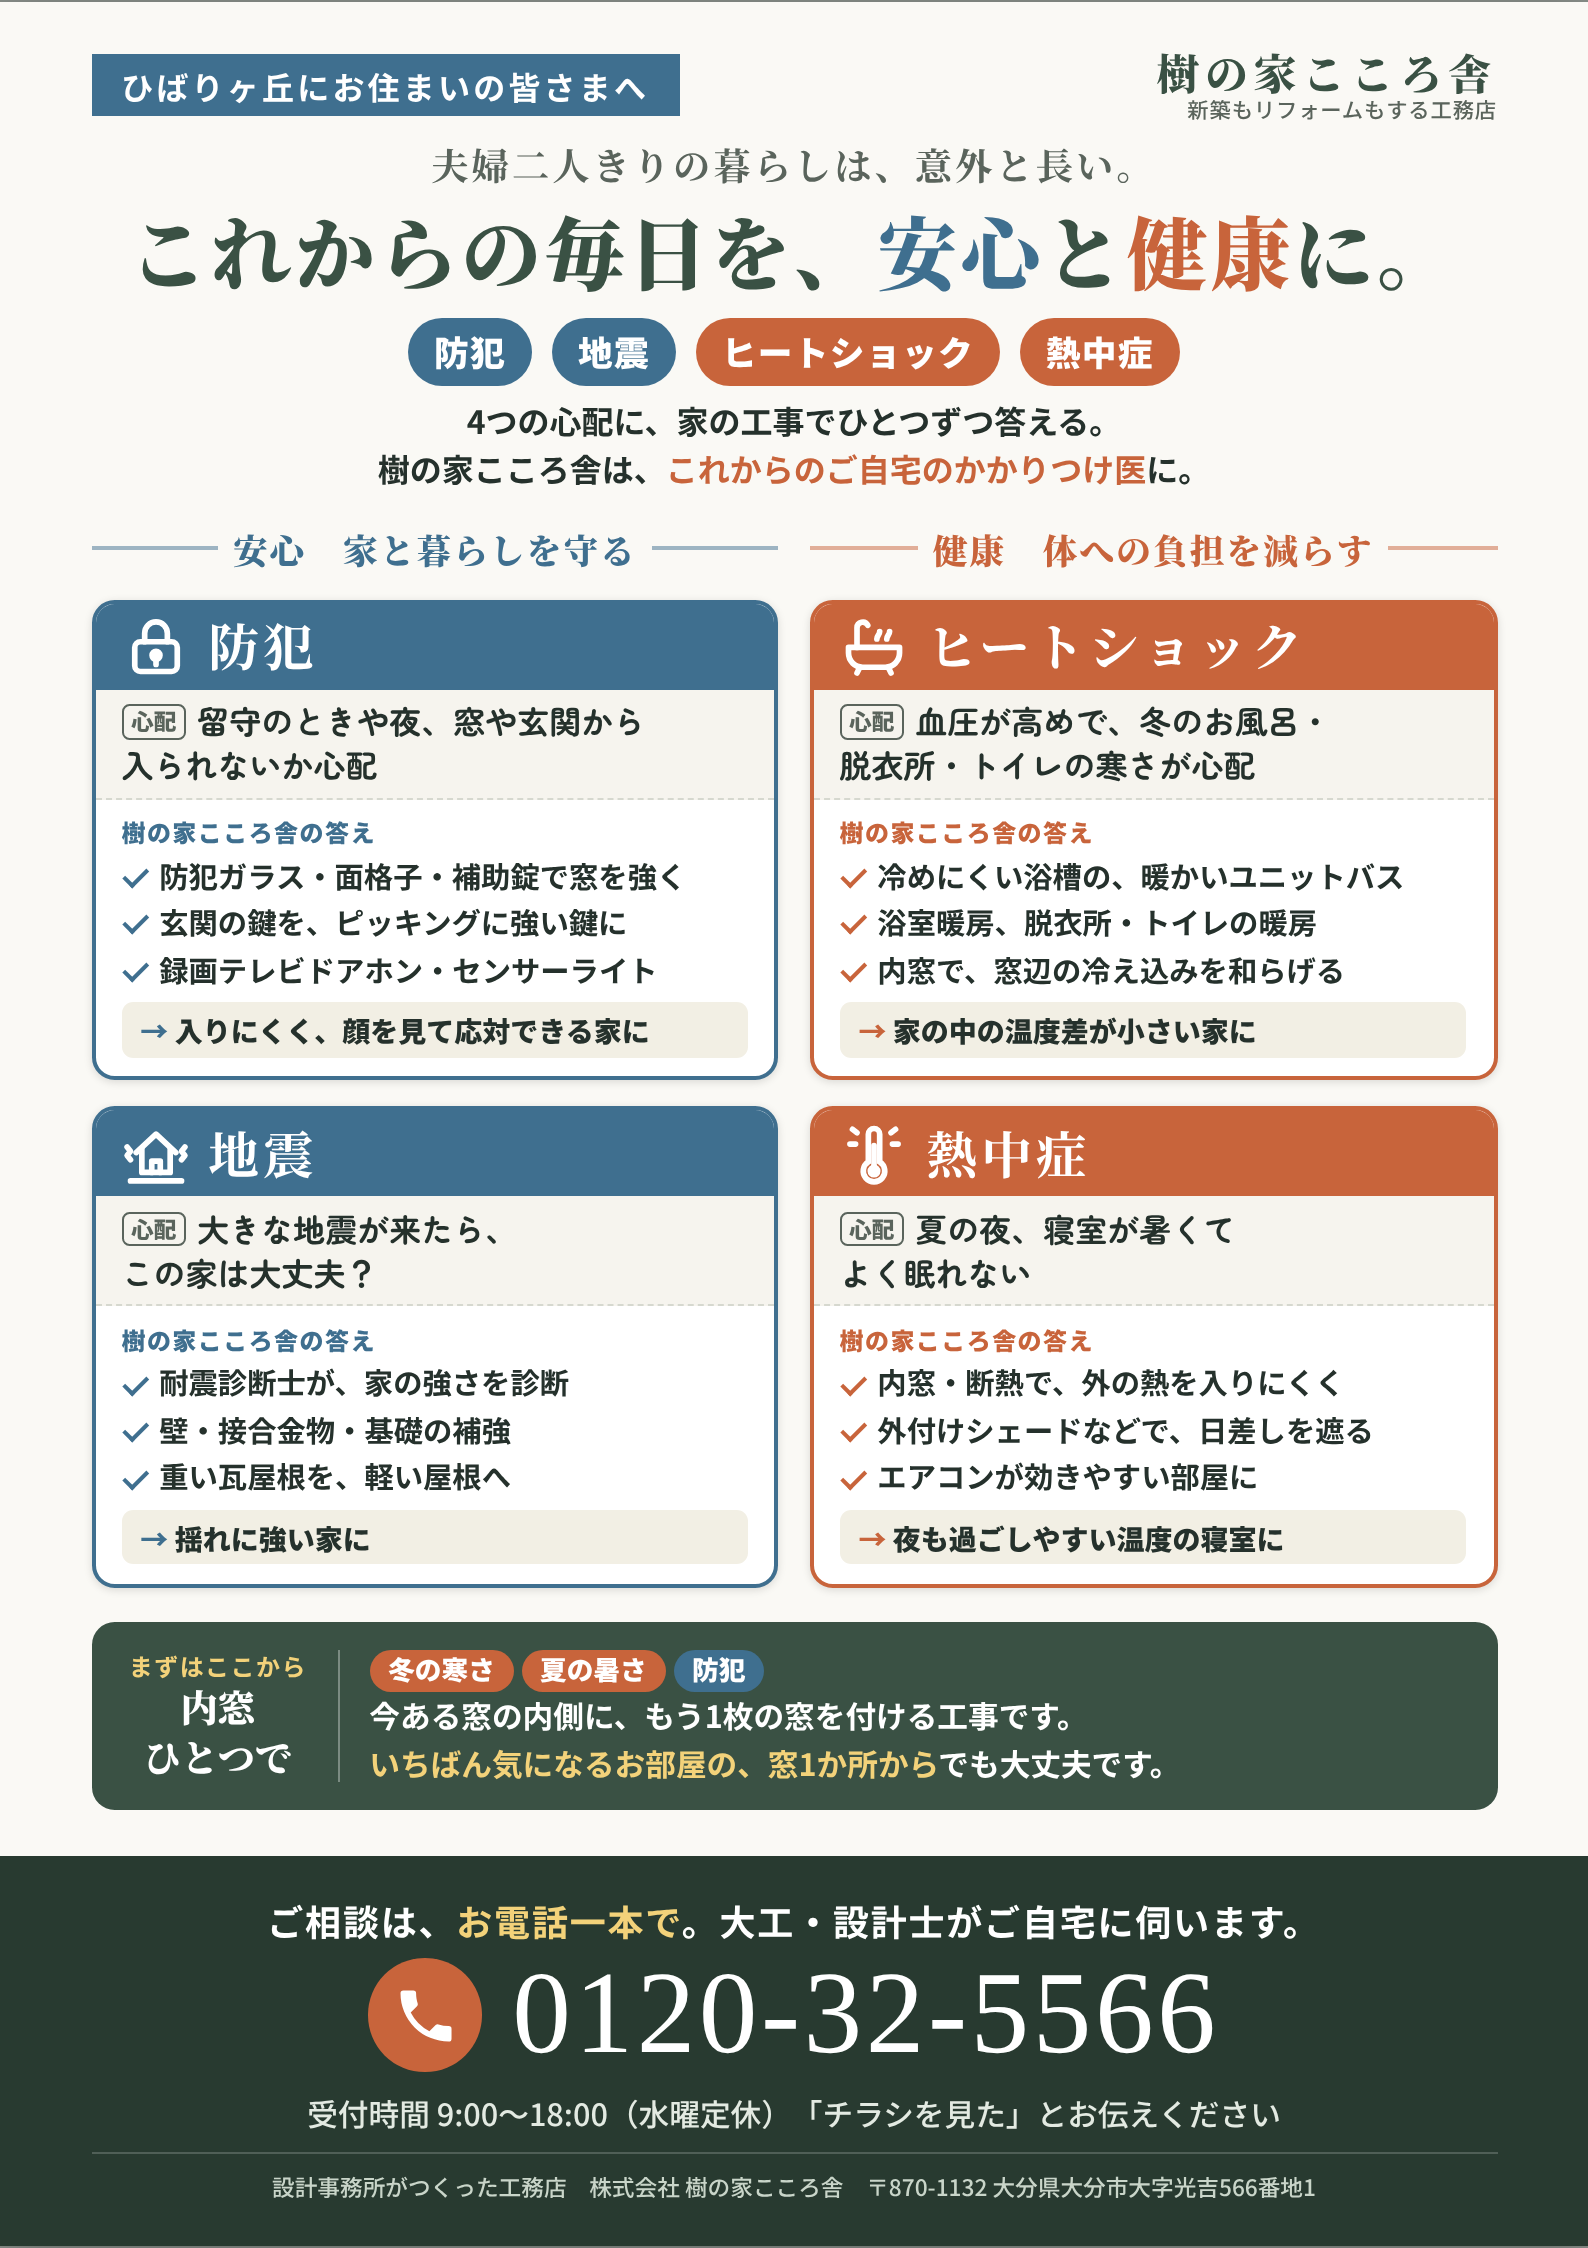 ひばりヶ丘にお住まいの皆さまへ
樹の家こころ舎
新築もリフォームもする工務店
夫婦二人きりの暮らしは、意外と長い。
これからの毎日を、安心と健康に。
防犯 地震 ヒートショック 熱中症
4つの心配に、家の工事でひとつずつ答える。
樹の家こころ舎は、これからのご自宅のかかりつけ医に。
安心　家と暮らしを守る
防犯
心配 留守のときや夜、窓や玄関から
入られないか心配
樹の家こころ舎の答え
防犯ガラス・面格子・補助錠で窓を強く
玄関の鍵を、ピッキングに強い鍵に
録画テレビドアホン・センサーライト
→ 入りにくく、顔を見て応対できる家に
地震
心配 大きな地震が来たら、
この家は大丈夫？
樹の家こころ舎の答え
耐震診断士が、家の強さを診断
壁・接合金物・基礎の補強
重い瓦屋根を、軽い屋根へ
→ 揺れに強い家に
健康　体への負担を減らす
ヒートショック
心配 血圧が高めで、冬のお風呂・
脱衣所・トイレの寒さが心配
樹の家こころ舎の答え
冷めにくい浴槽の、暖かいユニットバス
浴室暖房、脱衣所・トイレの暖房
内窓で、窓辺の冷え込みを和らげる
→ 家の中の温度差が小さい家に
熱中症
心配 夏の夜、寝室が暑くて
よく眠れない
樹の家こころ舎の答え
内窓・断熱で、外の熱を入りにくく
外付けシェードなどで、日差しを遮る
エアコンが効きやすい部屋に
→ 夜も過ごしやすい温度の寝室に
まずはここから
内窓
ひとつで
冬の寒さ 夏の暑さ 防犯
今ある窓の内側に、もう1枚の窓を付ける工事です。
いちばん気になるお部屋の、窓1か所からでも大丈夫です。
ご相談は、お電話一本で。大工・設計士がご自宅に伺います。
0120-32-5566
受付時間 9:00〜18:00（水曜定休）「チラシを見た」とお伝えください
設計事務所がつくった工務店　株式会社 樹の家こころ舎　〒870-1132 大分県大分市大字光吉566番地1